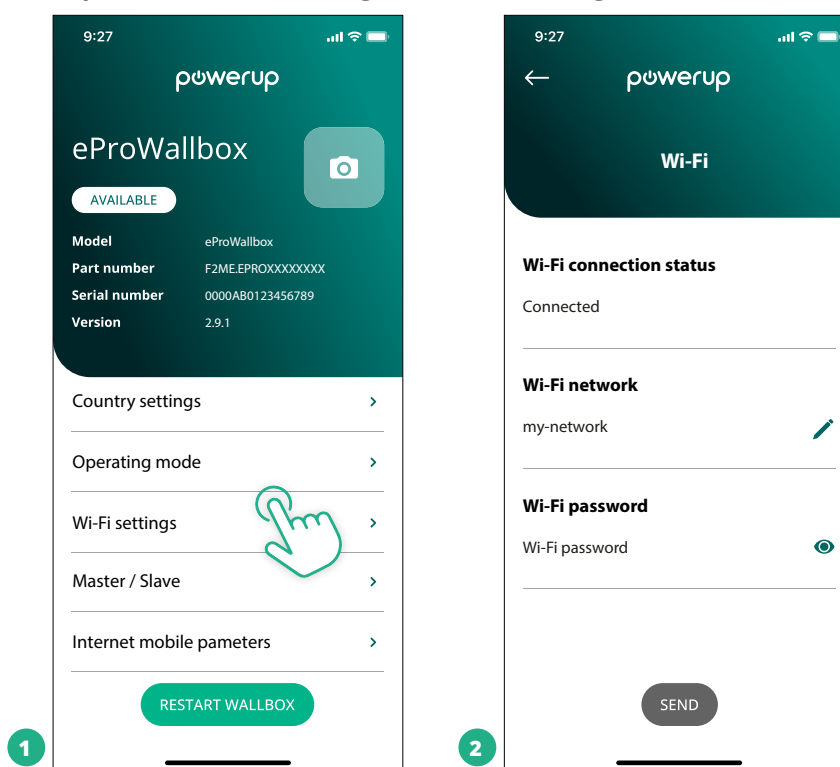 9:27
powerup
eProWallbox
AVAILABLE
Model eProWallbox
Part number F2ME.EPROXXXXXXX
Serial number 0000AB0123456789
Version 2.9.1
Country settings
Operating mode
Wi-Fi settings
Master / Slave
Internet mobile pameters
RESTART WALLBOX
1
9:27
powerup
Wi-Fi
Wi-Fi connection status
Connected
Wi-Fi network
my-network
Wi-Fi password
Wi-Fi password
SEND
2